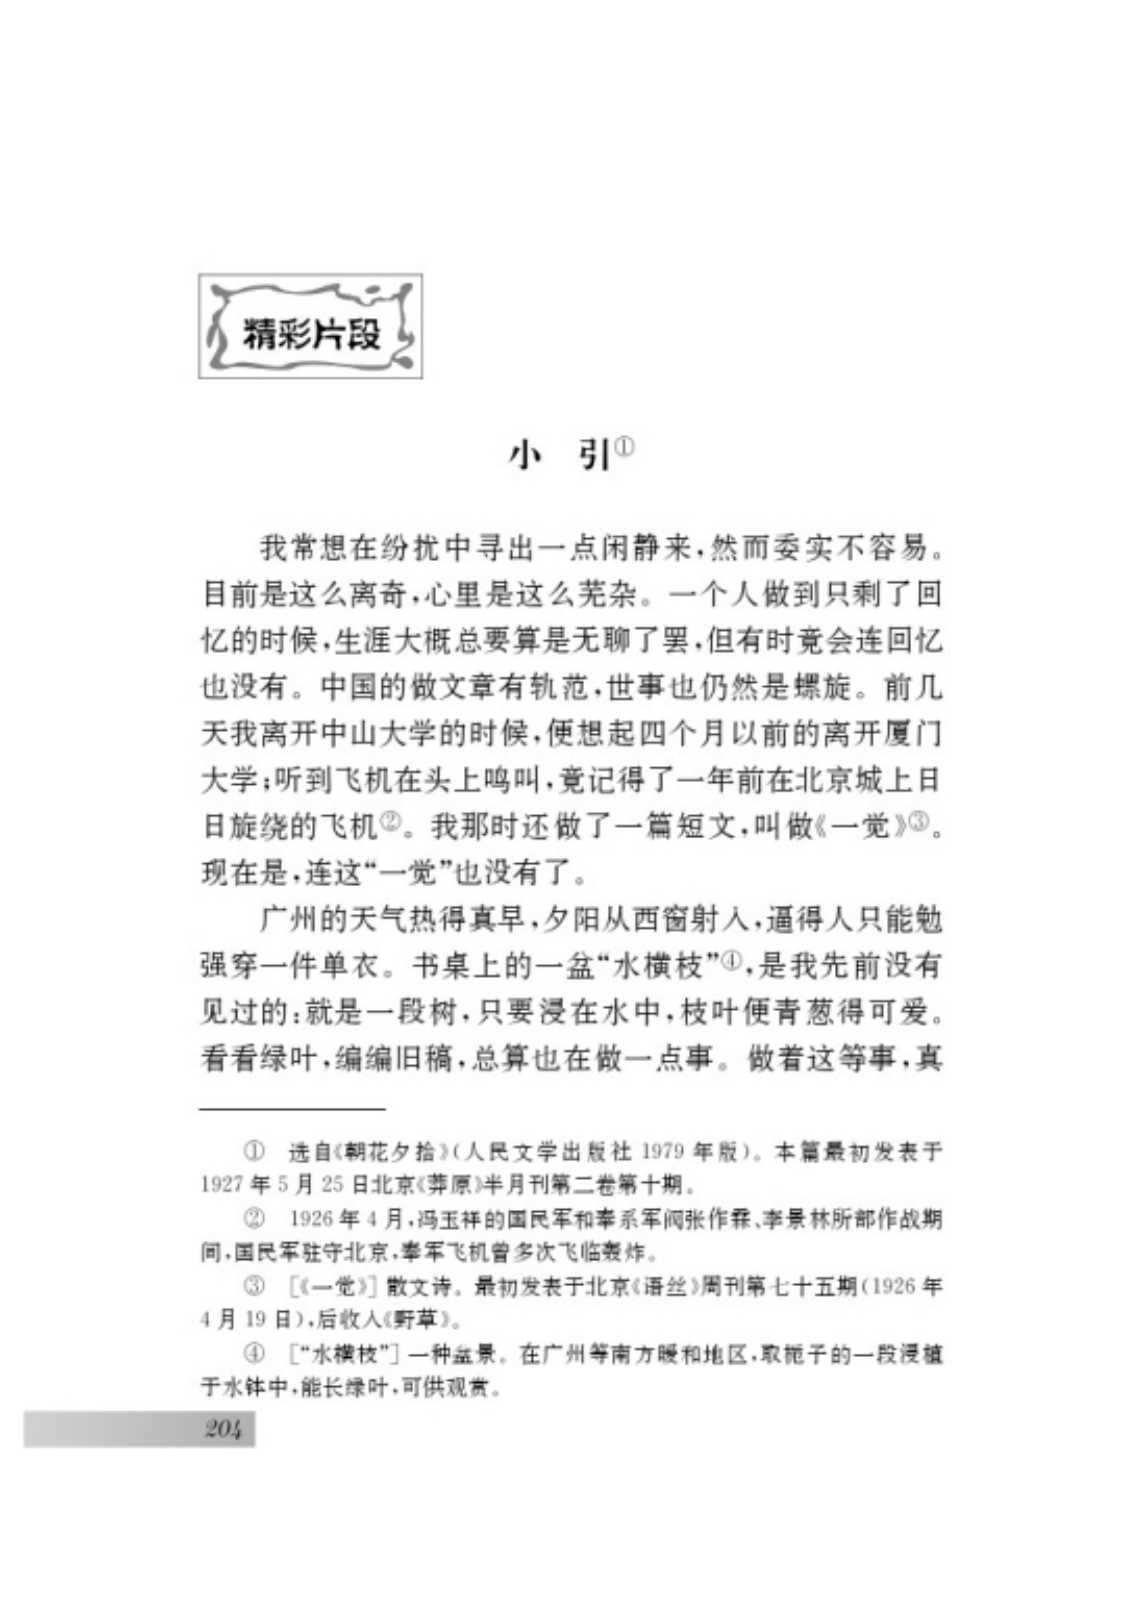 精彩片段
小 引①
我常想在纷扰中寻出一点闲静来，然而委实不容易。
目前是这么离奇，心里是这么芜杂。一个人做到只剩了回
忆的时候，生涯大概总要算是无聊了罢，但有时竟会连回忆
也没有。中国的做文章有轨范，世事也仍然是螺旋。前几
天我离开中山大学的时候，便想起四个月以前的离开厦门
大学；听到飞机在头上鸣叫，竟记得了一年前在北京城上日
日旋绕的飞机②。我那时还做了一篇短文，叫做《一觉》③。
现在是，连这“一觉”也没有了。
广州的天气热得真早，夕阳从西窗射入，逼得人只能勉
强穿一件单衣。书桌上的一盆“水横枝”④，是我先前没有
见过的：就是一段树，只要浸在水中，枝叶便青葱得可爱。
看看绿叶，编编旧稿，总算也在做一点事。做着这等事，真
① 选自《朝花夕拾》（人民文学出版社 1979 年版）。本篇最初发表于
1927 年 5 月 25 日北京《莽原》半月刊第二卷第十期。
② 1926 年 4 月，冯玉祥的国民军和奉系军阀张作霖、李景林所部作战期
间，国民军驻守北京，奉军飞机曾多次飞临轰炸。
③ ［《一觉》］ 散文诗。最初发表于北京《语丝》周刊第七十五期（1926 年
4 月 19 日），后收入《野草》。
④ ［“水横枝”］ 一种盆景。在广州等南方暖和地区，取栀子的一段浸植
于水钵中，能长绿叶，可供观赏。
204